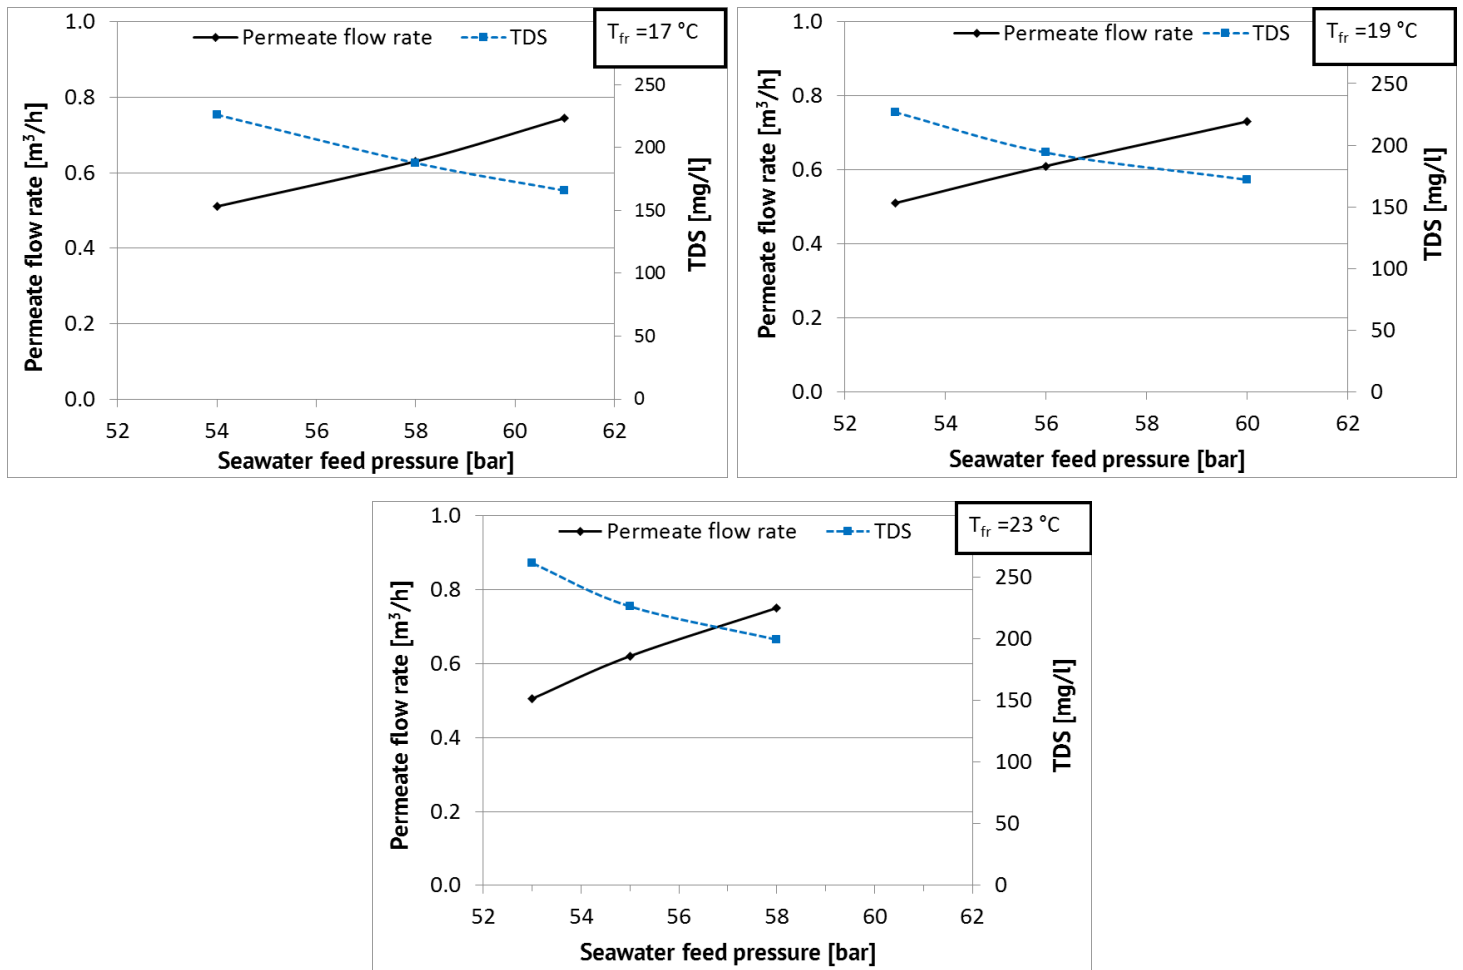 Permeate flow rate TDS
T_fr =17 °C
Permeate flow rate [m³/h]
1.0
0.8
0.6
0.4
0.2
0.0
250
200
150
100
50
0
TDS [mg/l]
52 54 56 58 60 62
Seawater feed pressure [bar]
Permeate flow rate TDS
T_fr =19 °C
Permeate flow rate [m³/h]
1.0
0.8
0.6
0.4
0.2
0.0
250
200
150
100
50
0
TDS [mg/l]
52 54 56 58 60 62
Seawater feed pressure [bar]
Permeate flow rate TDS
T_fr =23 °C
Permeate flow rate [m³/h]
1.0
0.8
0.6
0.4
0.2
0.0
250
200
150
100
50
0
TDS [mg/l]
52 54 56 58 60 62
Seawater feed pressure [bar]